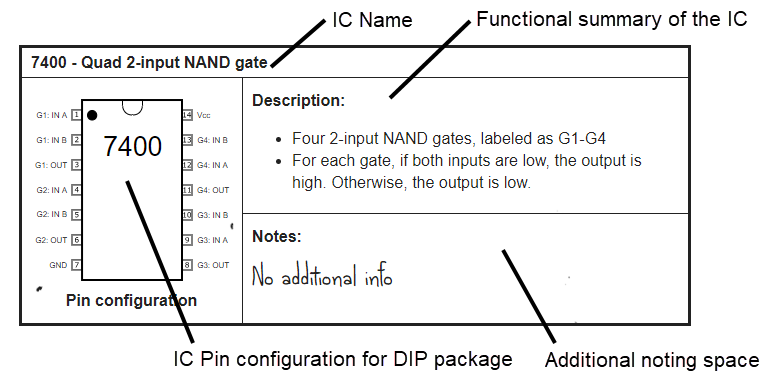 IC Name
Functional summary of the IC
7400 - Quad 2-input NAND gate
G1: IN A 1
G1: IN B 2
G1: OUT 3
G2: IN A 4
G2: IN B 5
G2: OUT 6
GND 7
7400
14 Vcc
13 G4: IN B
12 G4: IN A
11 G4: OUT
10 G3: IN B
9 G3: IN A
8 G3: OUT
Pin configuration
Description:
• Four 2-input NAND gates, labeled as G1-G4
• For each gate, if both inputs are low, the output is
high. Otherwise, the output is low.
Notes:
No additional info
IC Pin configuration for DIP package
Additional noting space